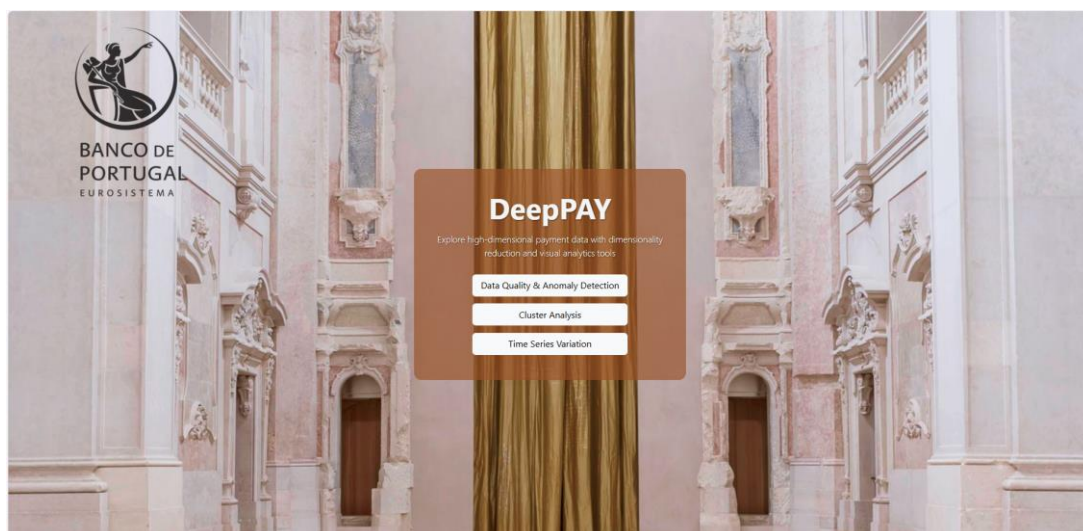 BANCO DE
PORTUGAL
EUROSISTEMA
DeepPAY
Explore high-dimensional payment data with dimensionality
reduction and visual analytics tools
Data Quality & Anomaly Detection
Cluster Analysis
Time Series Variation